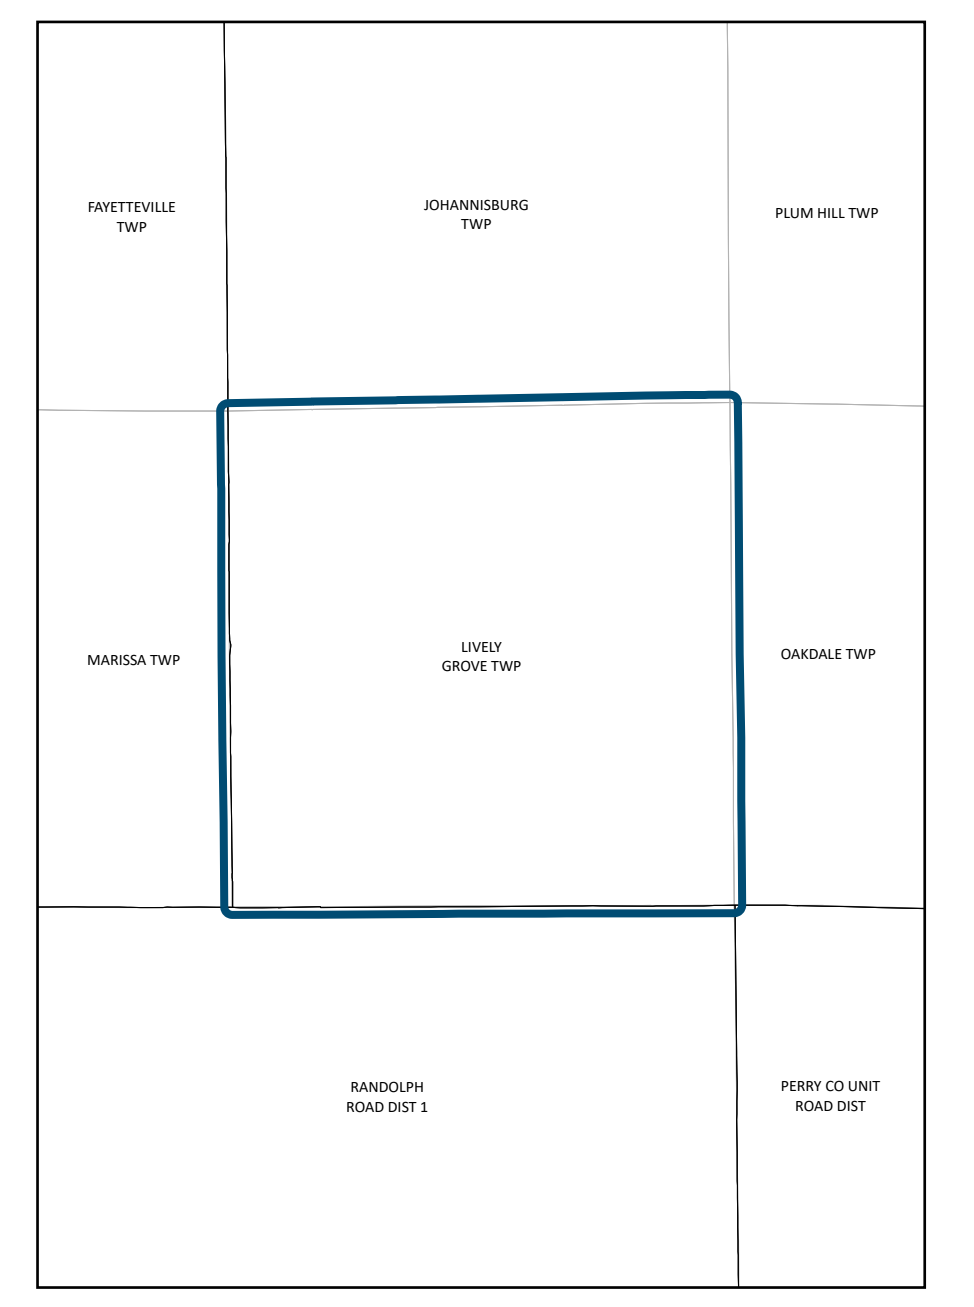 FAYETTEVILLE
TWP
JOHANNISBURG
TWP
PLUM HILL TWP
MARISSA TWP
LIVELY
GROVE TWP
OAKDALE TWP
RANDOLPH
ROAD DIST 1
PERRY CO UNIT
ROAD DIST